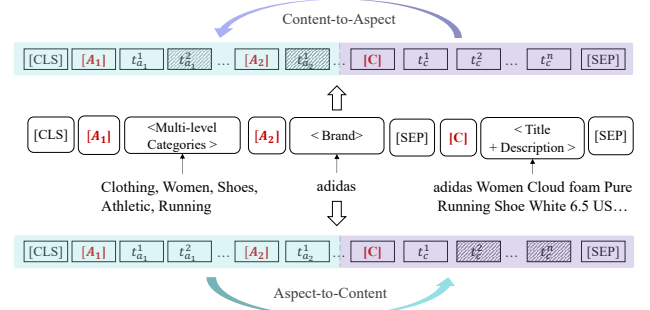 Content-to-Aspect
[CLS] [A₁] t¹ₐ₁ t²ₐ₁ … [A₂] t¹ₐ₂ … [C] t¹c t²c … tⁿc [SEP]
[CLS] [A₁] <Multi-level Categories > [A₂] < Brand> [SEP] [C] < Title + Description > [SEP]
Clothing, Women, Shoes, adidas adidas Women Cloud foam Pure
Athletic, Running Running Shoe White 6.5 US…
[CLS] [A₁] t¹ₐ₁ t²ₐ₁ … [A₂] t¹ₐ₂ … [C] t¹c t²c … tⁿc [SEP]
Aspect-to-Content